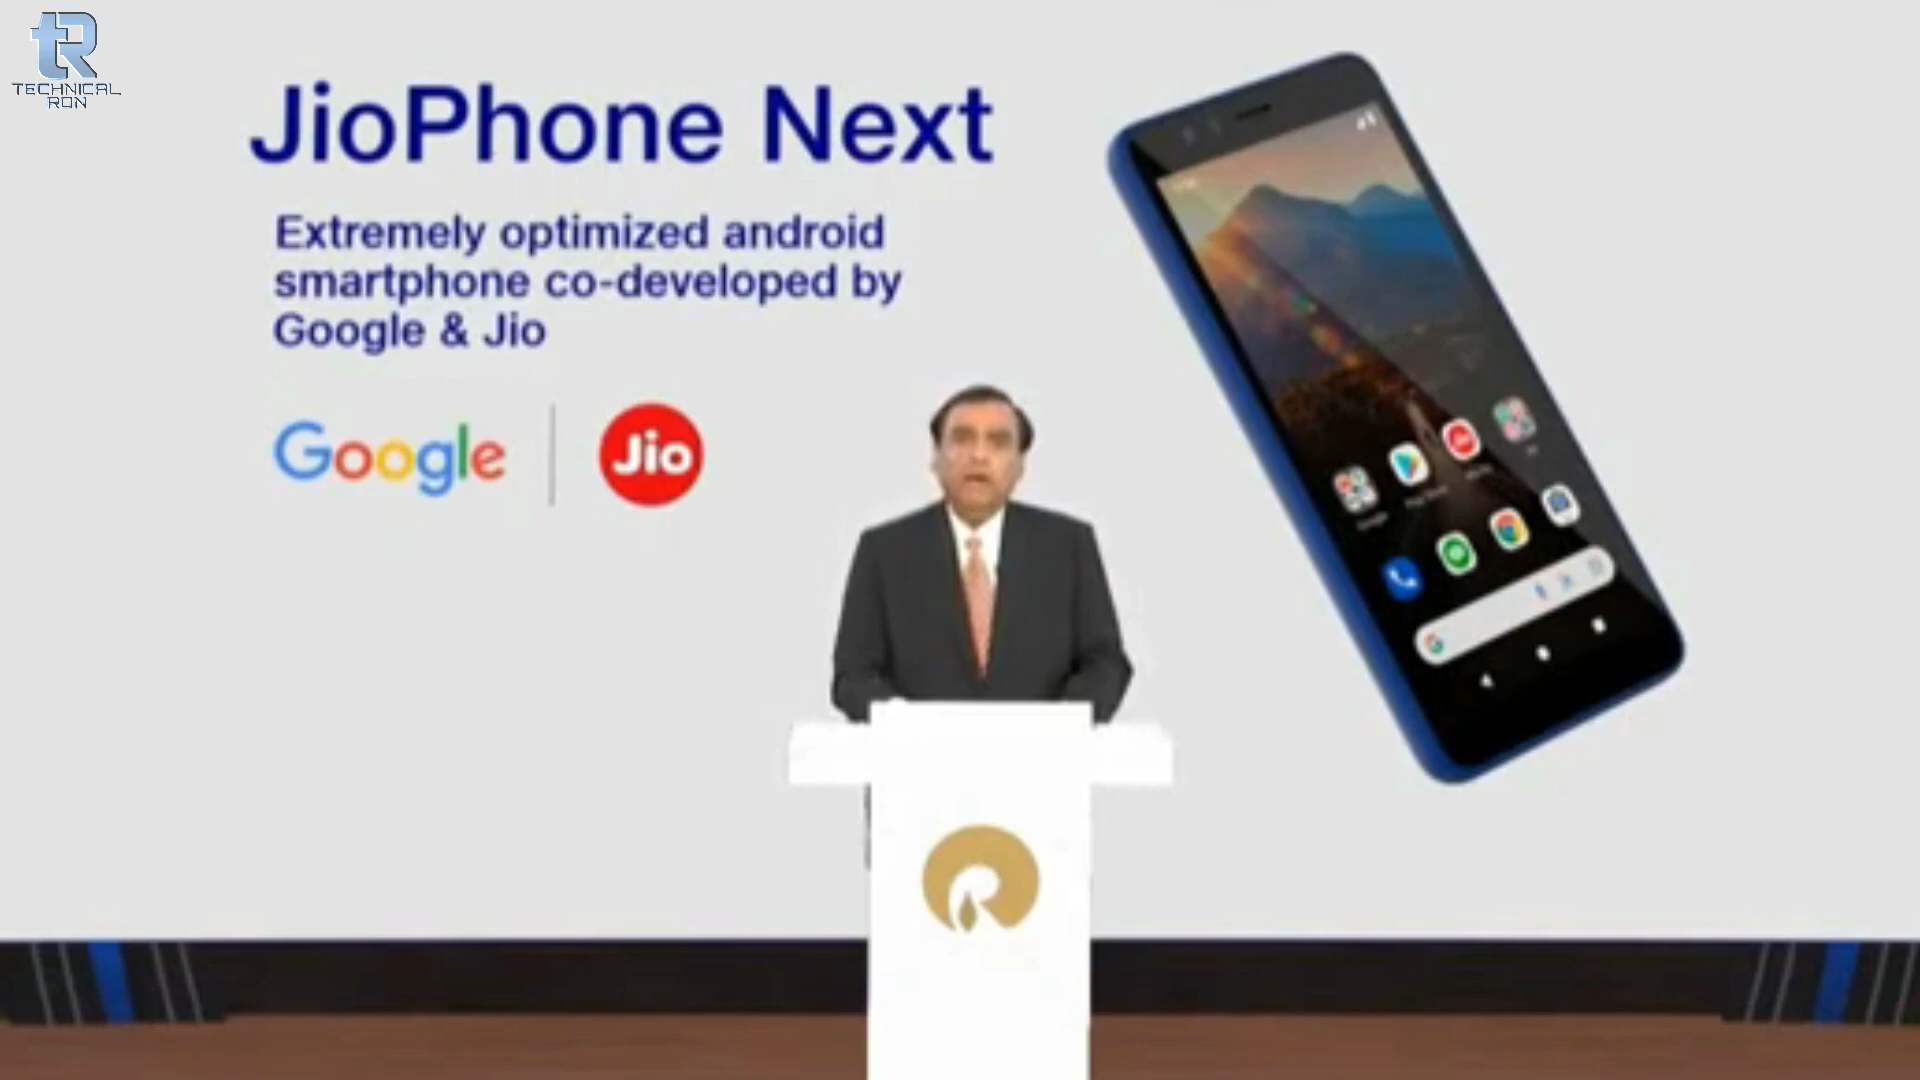 TECHNICAL
RON
JioPhone Next
Extremely optimized android
smartphone co-developed by
Google & Jio
Google
Jio